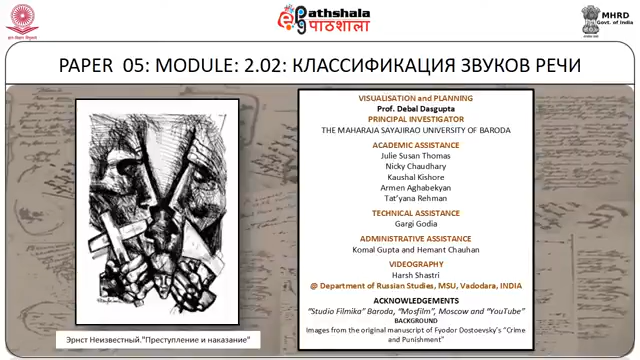 ePathshala
पाठशाला
MHRD
Govt. of India
PAPER 05: MODULE: 2.02: КЛАССИФИКАЦИЯ ЗВУКОВ РЕЧИ
VISUALISATION and PLANNING
Prof. Debal Dasgupta
PRINCIPAL INVESTIGATOR
THE MAHARAJA SAYAJIRAO UNIVERSITY OF BARODA
ACADEMIC ASSISTANCE
Julie Susan Thomas
Nicky Chaudhary
Kaushal Kishore
Armen Aghabekyan
Tat'yana Rehman
TECHNICAL ASSISTANCE
Gargi Godia
ADMINISTRATIVE ASSISTANCE
Komal Gupta and Hemant Chauhan
VIDEOGRAPHY
Harsh Shastri
@ Department of Russian Studies, MSU, Vadodara, INDIA
ACKNOWLEDGEMENTS
"Studio Filmika" Baroda, "Mosfilm", Moscow and "YouTube"
BACKGROUND
Images from the original manuscript of Fyodor Dostoevsky's "Crime
and Punishment"
Эрнст Неизвестный."Преступление и наказание"